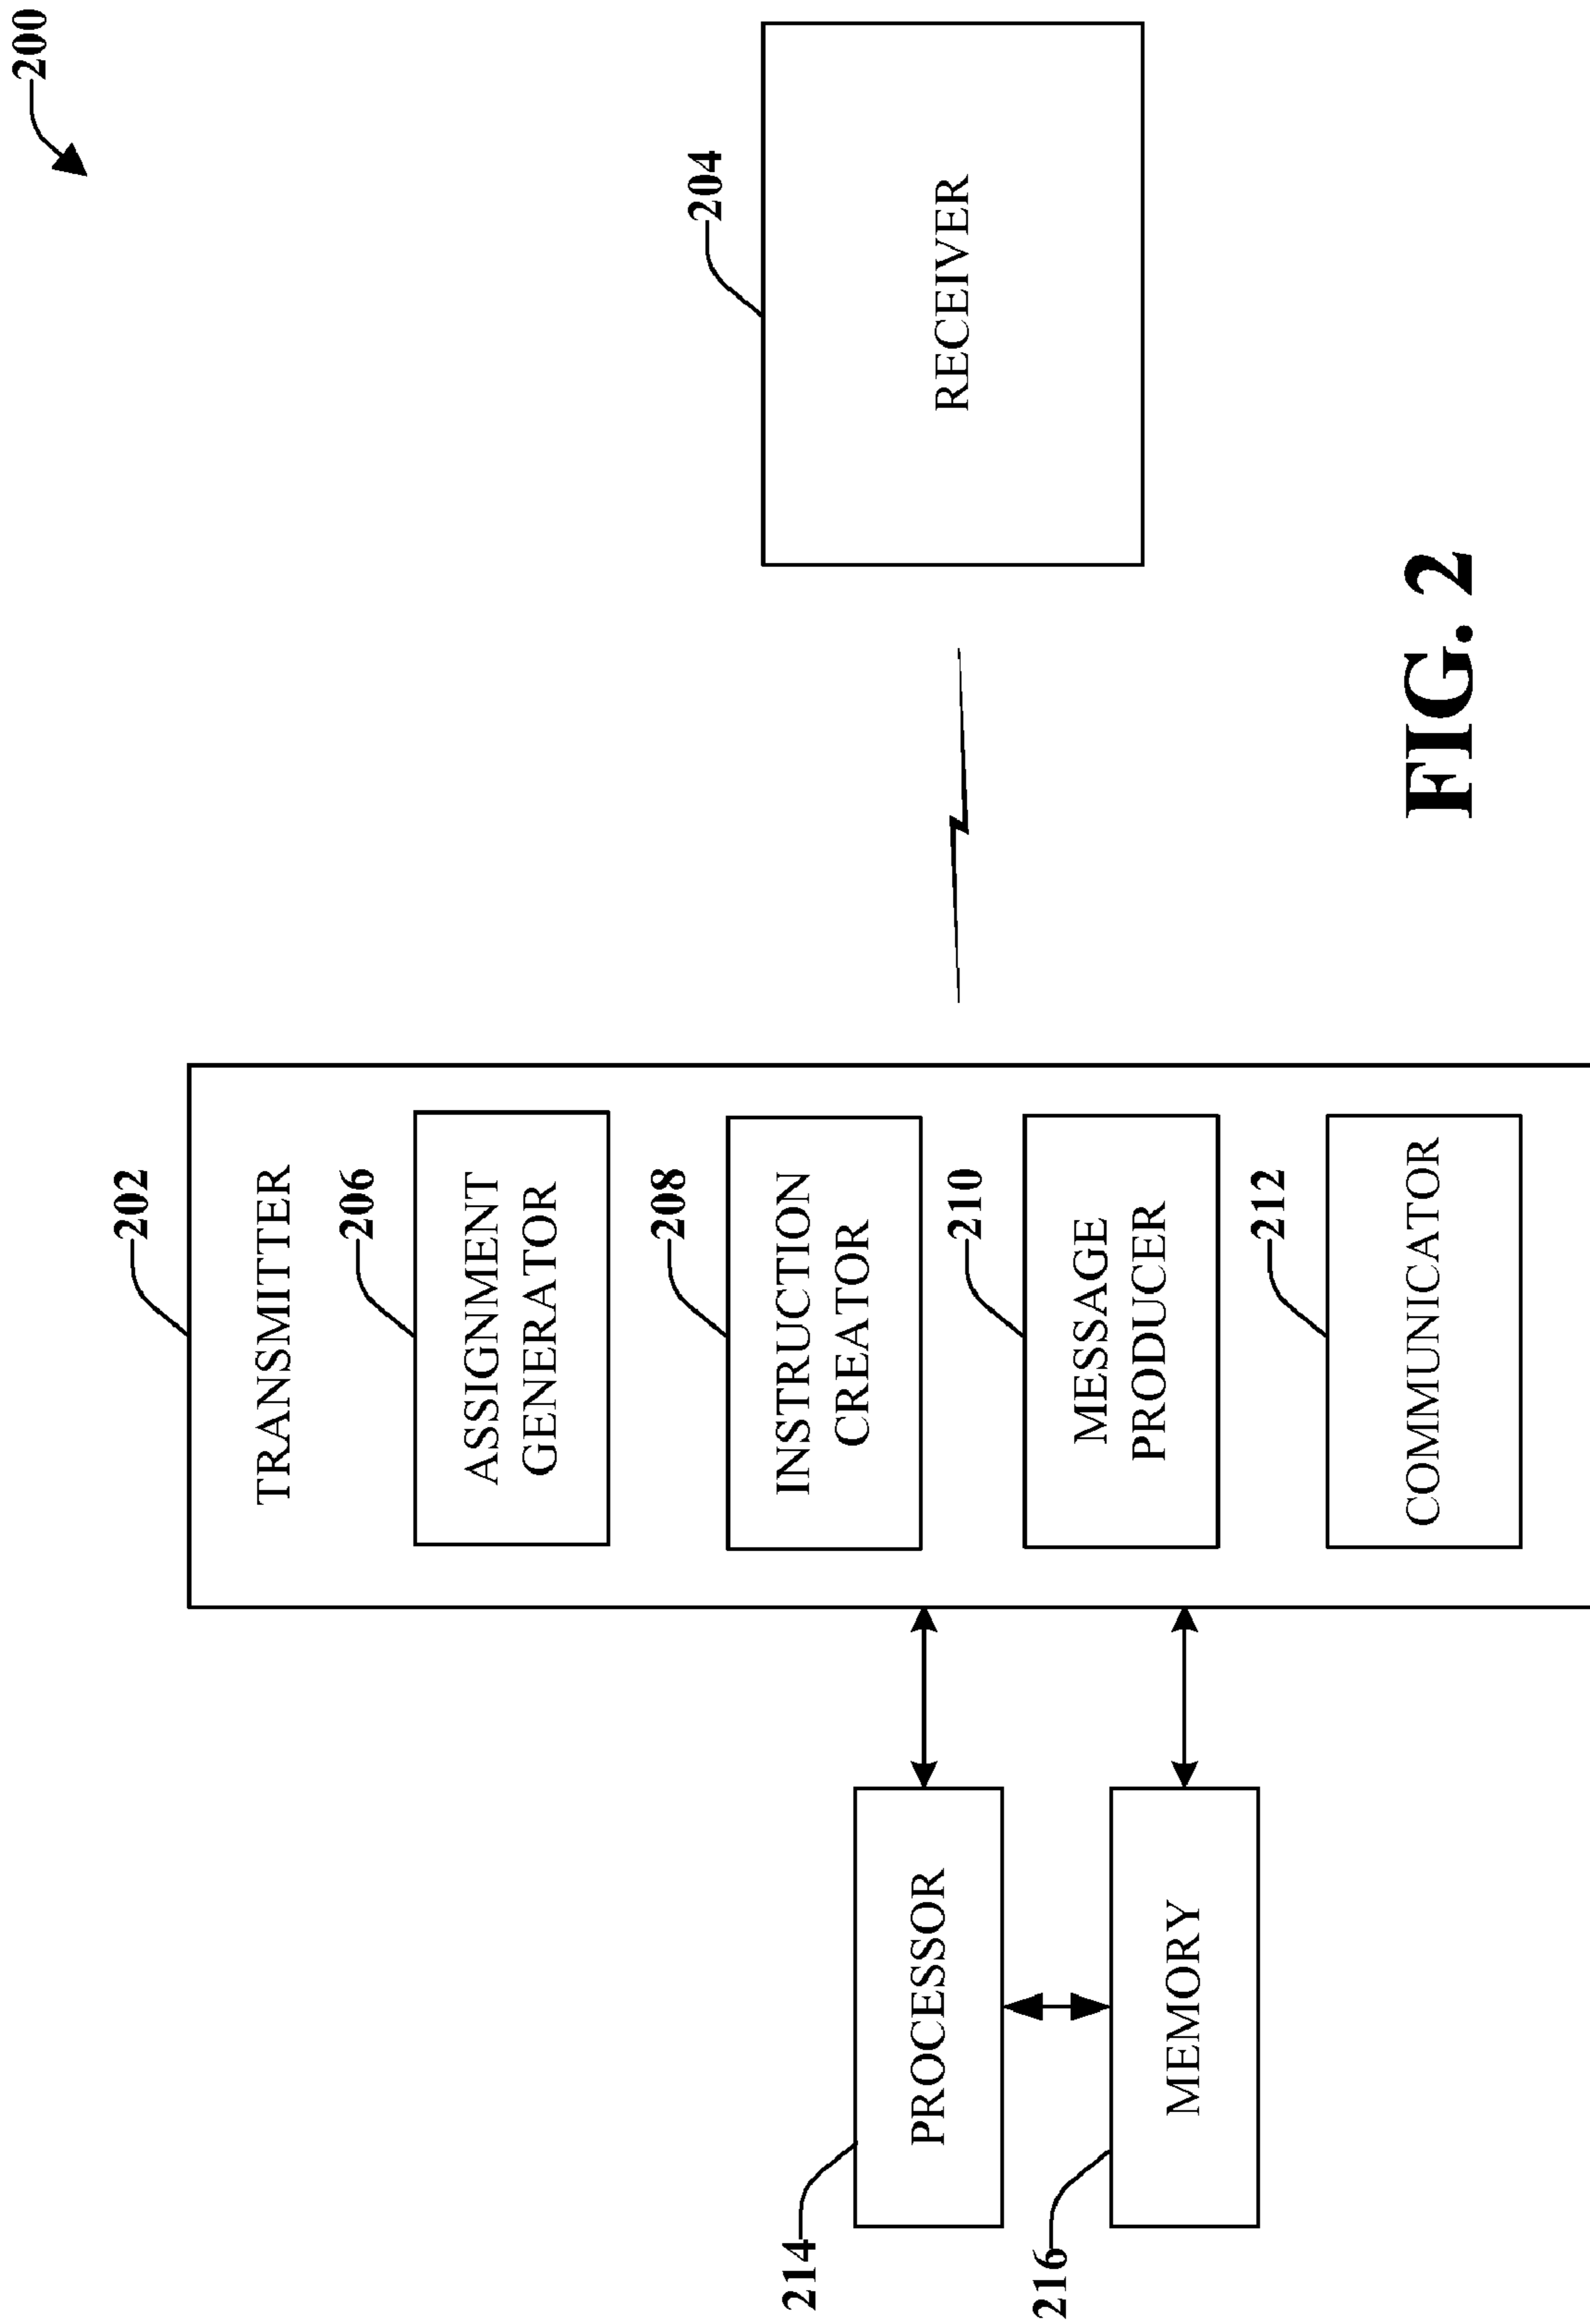 200
202
TRANSMITTER
206
ASSIGNMENT
GENERATOR
204
208
INSTRUCTION
CREATOR
214
PROCESSOR
RECEIVER
210
MESSAGE
PRODUCER
216
MEMORY
212
COMMUNICATOR
FIG. 2